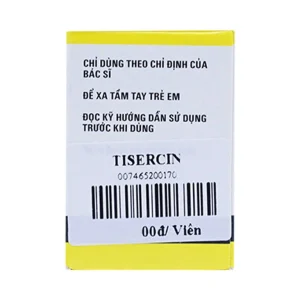 CHỈ DÙNG THEO CHỈ ĐỊNH CỦA
BÁC SĨ
ĐỂ XA TẦM TAY TRẺ EM
ĐỌC KỸ HƯỚNG DẪN SỬ DỤNG
TRƯỚC KHI DÙNG
TISERCIN
007465200170
00đ/ Viên